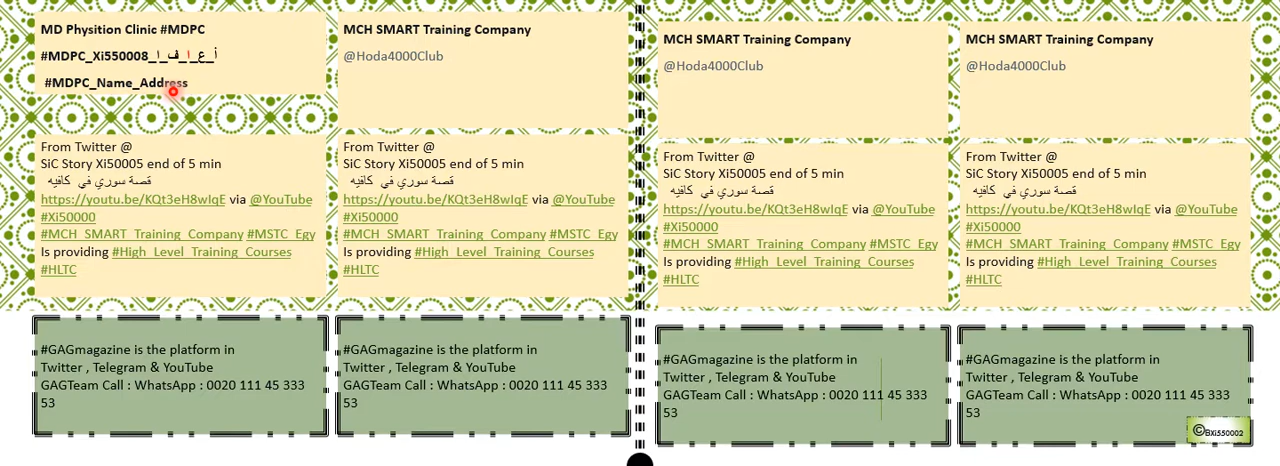 MD Physition Clinic #MDPC
#MDPC_Xi550008_أ_ع_ا_ف_ا
#MDPC_Name_Address
From Twitter @
SiC Story Xi50005 end of 5 min
قصة سوري في كافيه
https://youtu.be/KQt3eH8wIqE via @YouTube
#Xi50000
#MCH_SMART_Training_Company #MSTC_Egy
Is providing #High_Level_Training_Courses
#HLTC
#GAGmagazine is the platform in
Twitter , Telegram & YouTube
GAGTeam Call : WhatsApp : 0020 111 45 333
53
MCH SMART Training Company
@Hoda4000Club
From Twitter @
SiC Story Xi50005 end of 5 min
قصة سوري في كافيه
https://youtu.be/KQt3eH8wIqE via @YouTube
#Xi50000
#MCH_SMART_Training_Company #MSTC_Egy
Is providing #High_Level_Training_Courses
#HLTC
#GAGmagazine is the platform in
Twitter , Telegram & YouTube
GAGTeam Call : WhatsApp : 0020 111 45 333
53
MCH SMART Training Company
@Hoda4000Club
From Twitter @
SiC Story Xi50005 end of 5 min
قصة سوري في كافيه
https://youtu.be/KQt3eH8wIqE via @YouTube
#Xi50000
#MCH_SMART_Training_Company #MSTC_Egy
Is providing #High_Level_Training_Courses
#HLTC
#GAGmagazine is the platform in
Twitter , Telegram & YouTube
GAGTeam Call : WhatsApp : 0020 111 45 333
53
MCH SMART Training Company
@Hoda4000Club
From Twitter @
SiC Story Xi50005 end of 5 min
قصة سوري في كافيه
https://youtu.be/KQt3eH8wIqE via @YouTube
#Xi50000
#MCH_SMART_Training_Company #MSTC_Egy
Is providing #High_Level_Training_Courses
#HLTC
#GAGmagazine is the platform in
Twitter , Telegram & YouTube
GAGTeam Call : WhatsApp : 0020 111 45 333
53
©BXi550002